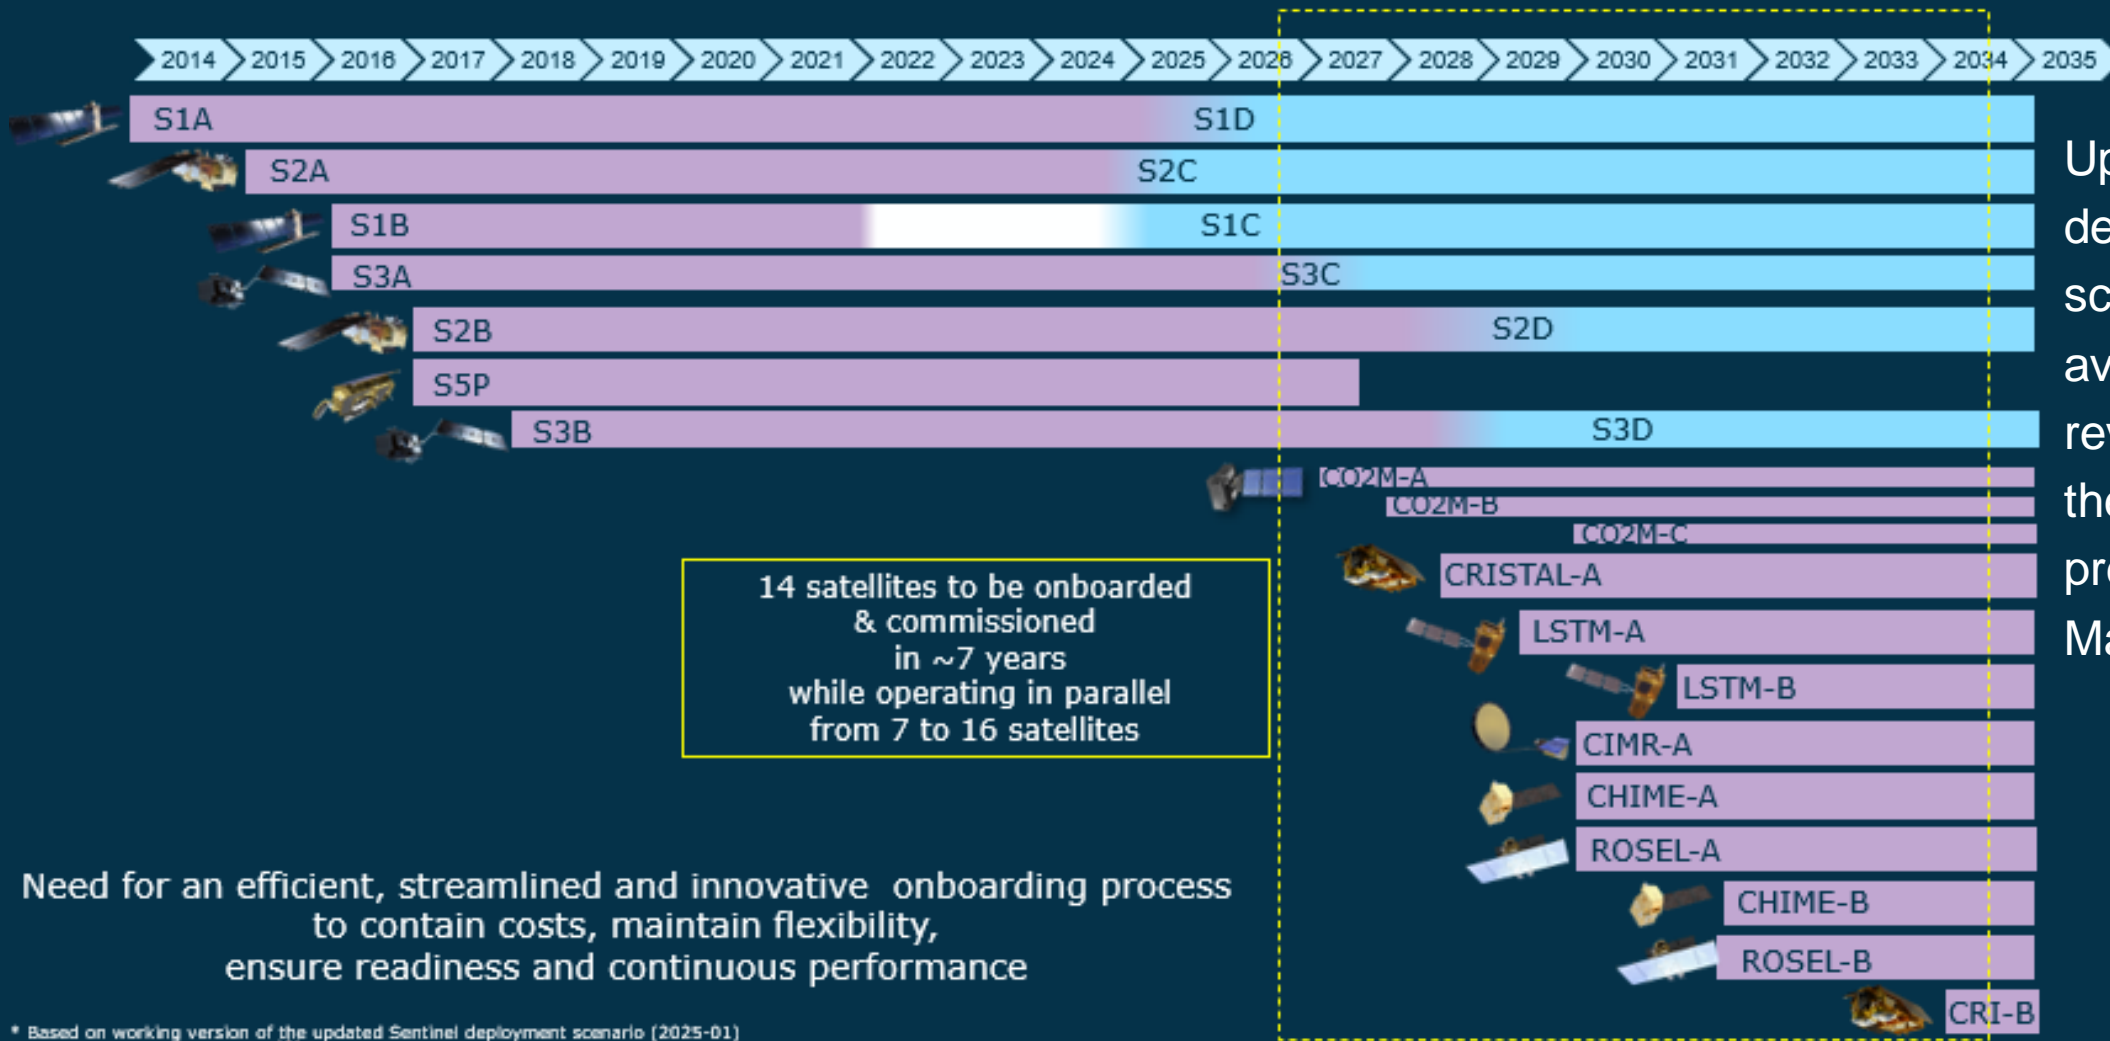 2014 2015 2016 2017 2018 2019 2020 2021 2022 2023 2024 2025 2026 2027 2028 2029 2030 2031 2032 2033 2034 2035
S1A S1D
S2A S2C
S1B S1C
S3A S3C
S2B S2D
S5P
S3B S3D
CO2M-A
CO2M-B
CO2M-C
CRISTAL-A
LSTM-A
LSTM-B
CIMR-A
CHIME-A
ROSEL-A
CHIME-B
ROSEL-B
CRI-B
14 satellites to be onboarded
& commissioned
in ~7 years
while operating in parallel
from 7 to 16 satellites
Need for an efficient, streamlined and innovative onboarding process
to contain costs, maintain flexibility,
ensure readiness and continuous performance
* Based on working version of the updated Sentinel deployment scenario (2025-01)